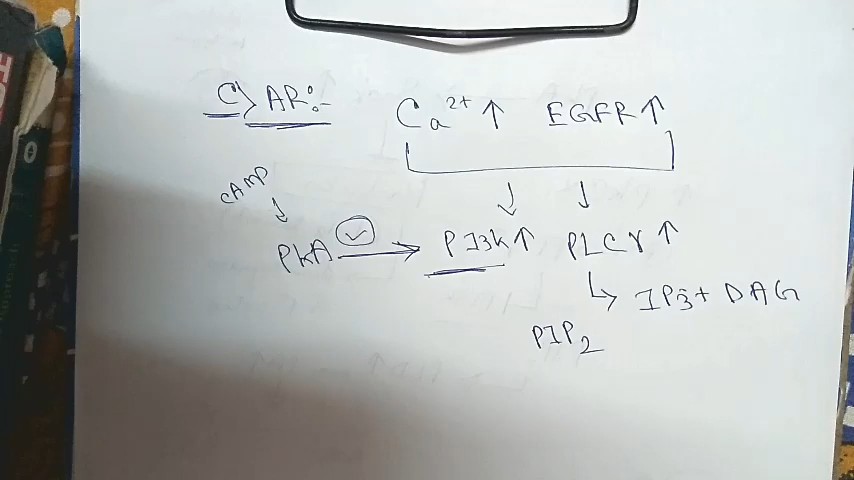 C) AR:- Ca2+ ↑ EGFR ↑
cAMP
PKA → PI3K ↑ PLCγ ↑
↳ IP3 + DAG
PIP2